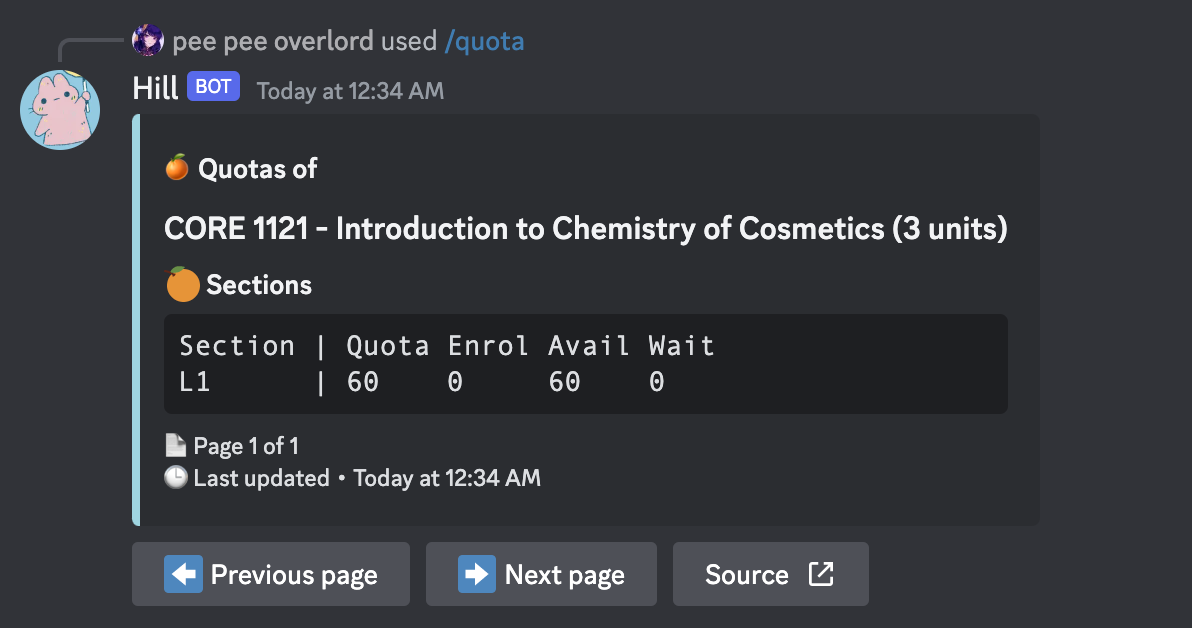 pee pee overlord used /quota
Hill BOT Today at 12:34 AM
Quotas of
CORE 1121 - Introduction to Chemistry of Cosmetics (3 units)
Sections
Section | Quota Enrol Avail Wait
L1 | 60 0 60 0
Page 1 of 1
Last updated • Today at 12:34 AM
Previous page Next page Source